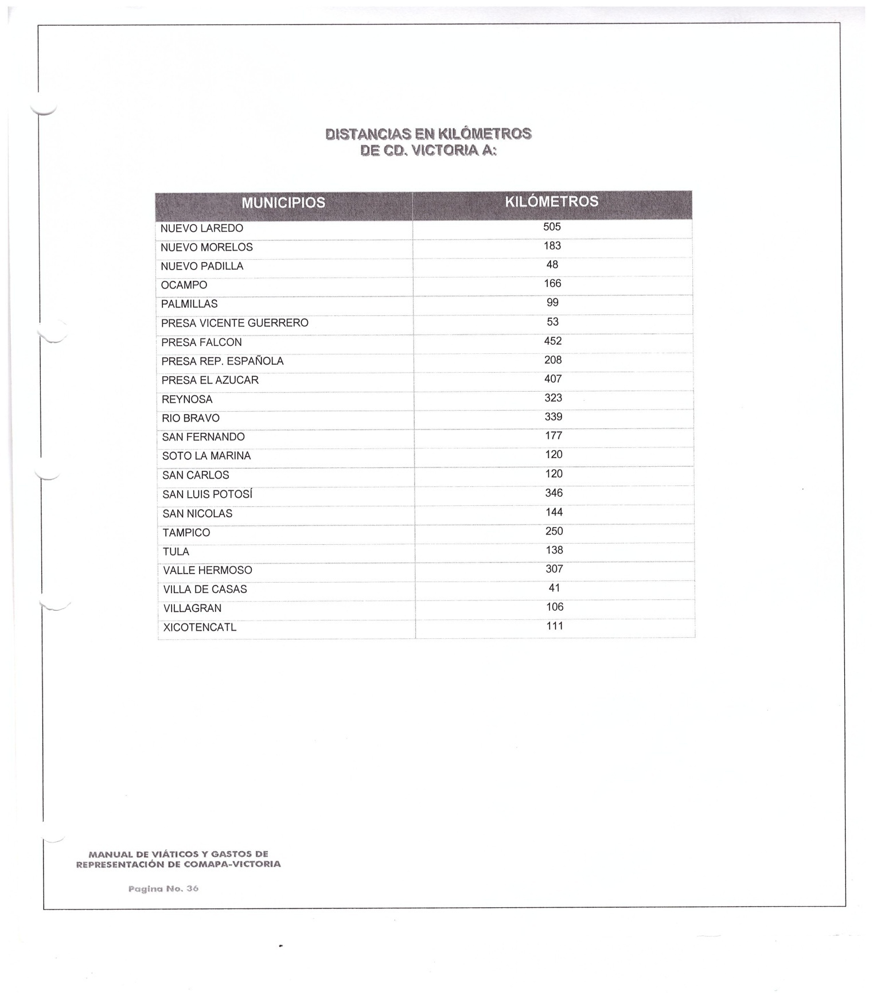 DISTANCIAS EN KILÓMETROS
DE CD. VICTORIA A:
MUNICIPIOS KILÓMETROS
NUEVO LAREDO 505
NUEVO MORELOS 183
NUEVO PADILLA 48
OCAMPO 166
PALMILLAS 99
PRESA VICENTE GUERRERO 53
PRESA FALCON 452
PRESA REP. ESPAÑOLA 208
PRESA EL AZUCAR 407
REYNOSA 323
RIO BRAVO 339
SAN FERNANDO 177
SOTO LA MARINA 120
SAN CARLOS 120
SAN LUIS POTOSÍ 346
SAN NICOLAS 144
TAMPICO 250
TULA 138
VALLE HERMOSO 307
VILLA DE CASAS 41
VILLAGRAN 106
XICOTENCATL 111
MANUAL DE VIÁTICOS Y GASTOS DE
REPRESENTACIÓN DE COMAPA-VICTORIA
Pagina No. 36